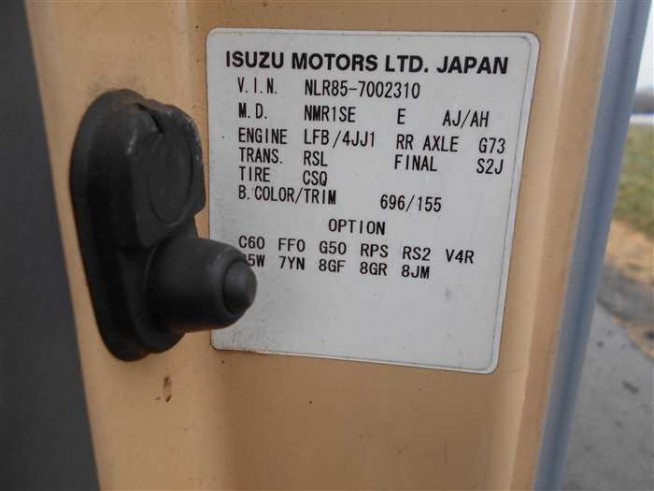 ISUZU MOTORS LTD. JAPAN
V.I.N. NLR85-7002310
M.D. NMR1SE E AJ/AH
ENGINE LFB/4JJ1 RR AXLE G73
TRANS. RSL FINAL S2J
TIRE CSQ
B.COLOR/TRIM 696/155
OPTION
C60 FF0 G50 RPS RS2 V4R
7YN 8GF 8GR 8JM